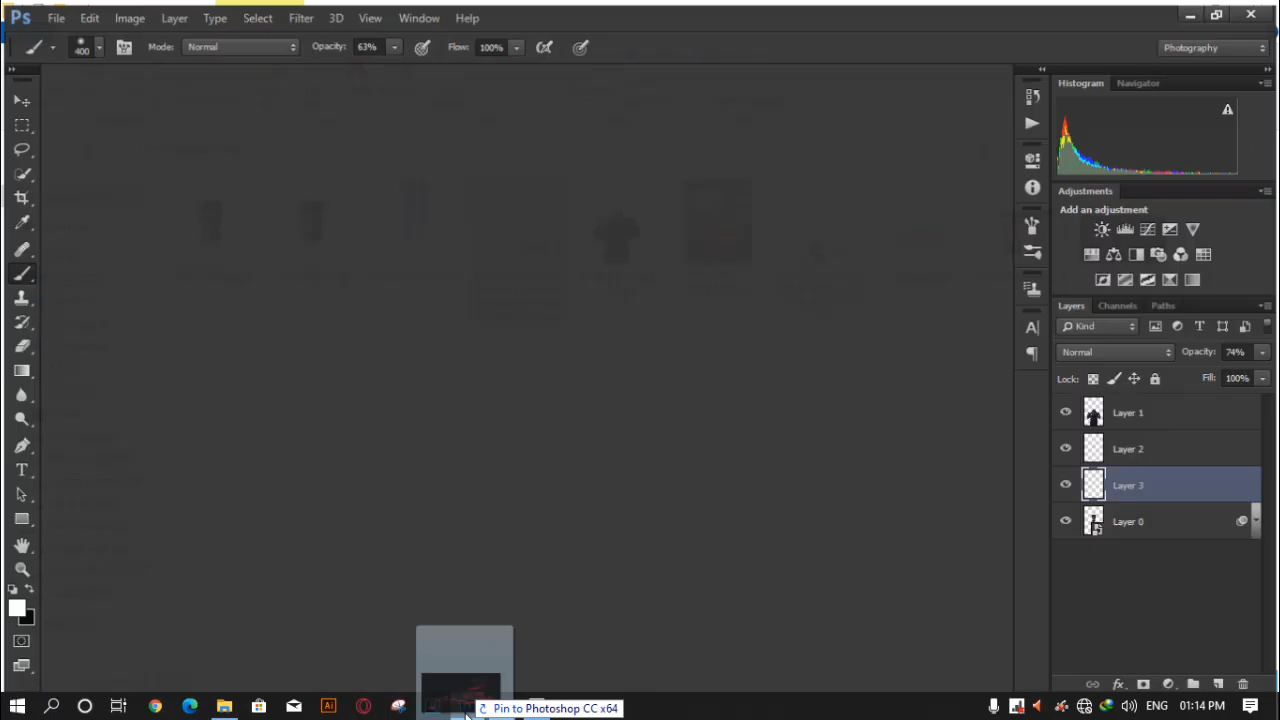 Ps File Edit Image Layer Type Select Filter 3D View Window Help
400 Mode: Normal Opacity: 63% Flow: 100% Photography
Histogram Navigator
Adjustments
Add an adjustment
Layers Channels Paths
Kind
Normal Opacity: 74%
Lock: Fill: 100%
Layer 1
Layer 2
Layer 3
Layer 0
fx
Pin to Photoshop CC x64
Ai 01:14 PM